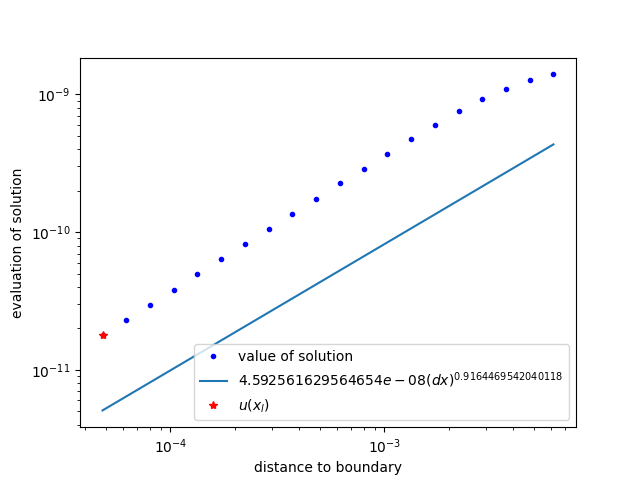 10⁻⁹
10⁻¹⁰
10⁻¹¹
evaluation of solution
value of solution
4.592561629564654e − 08(dx)^0.9164469542040118
u(x_I)
10⁻⁴
10⁻³
distance to boundary